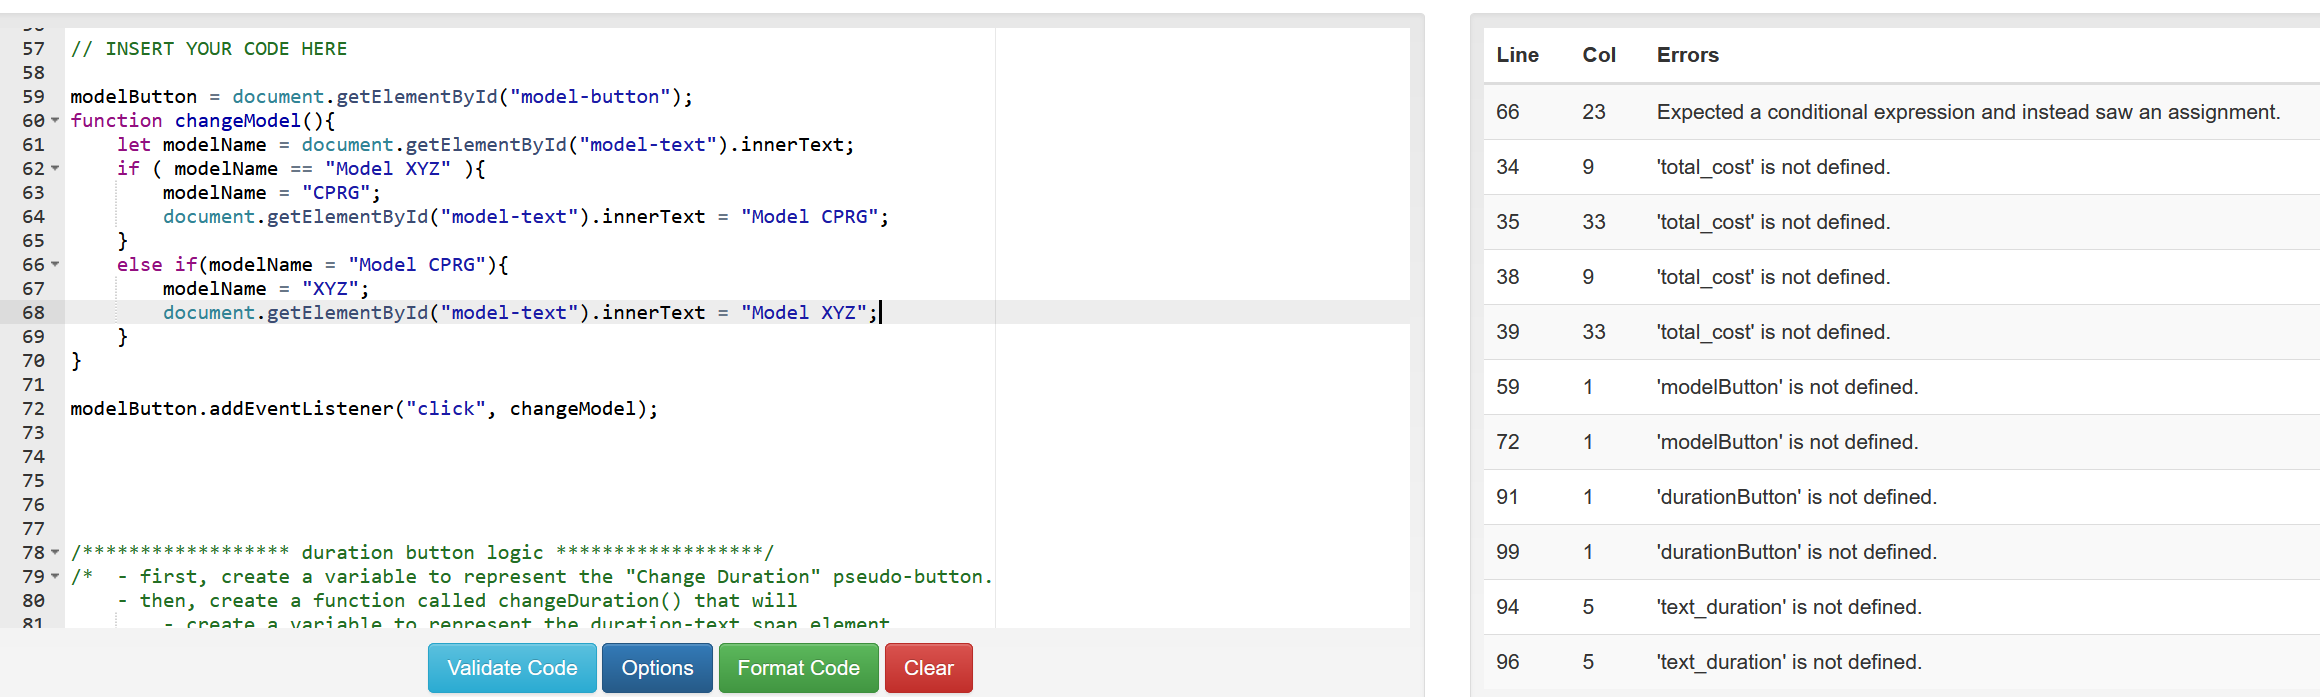 57 // INSERT YOUR CODE HERE
58
59 modelButton = document.getElementById("model-button");
60 function changeModel(){
61 let modelName = document.getElementById("model-text").innerText;
62 if ( modelName == "Model XYZ" ){
63 modelName = "CPRG";
64 document.getElementById("model-text").innerText = "Model CPRG";
65 }
66 else if(modelName = "Model CPRG"){
67 modelName = "XYZ";
68 document.getElementById("model-text").innerText = "Model XYZ";
69 }
70 }
71
72 modelButton.addEventListener("click", changeModel);
73
74
75
76
77
78 /****************** duration button logic ******************/
79 /* - first, create a variable to represent the "Change Duration" pseudo-button.
80 - then, create a function called changeDuration() that will
81 - create a variable to represent the duration-text span element
Validate Code Options Format Code Clear
Line Col Errors
66 23 Expected a conditional expression and instead saw an assignment.
34 9 'total_cost' is not defined.
35 33 'total_cost' is not defined.
38 9 'total_cost' is not defined.
39 33 'total_cost' is not defined.
59 1 'modelButton' is not defined.
72 1 'modelButton' is not defined.
91 1 'durationButton' is not defined.
99 1 'durationButton' is not defined.
94 5 'text_duration' is not defined.
96 5 'text_duration' is not defined.